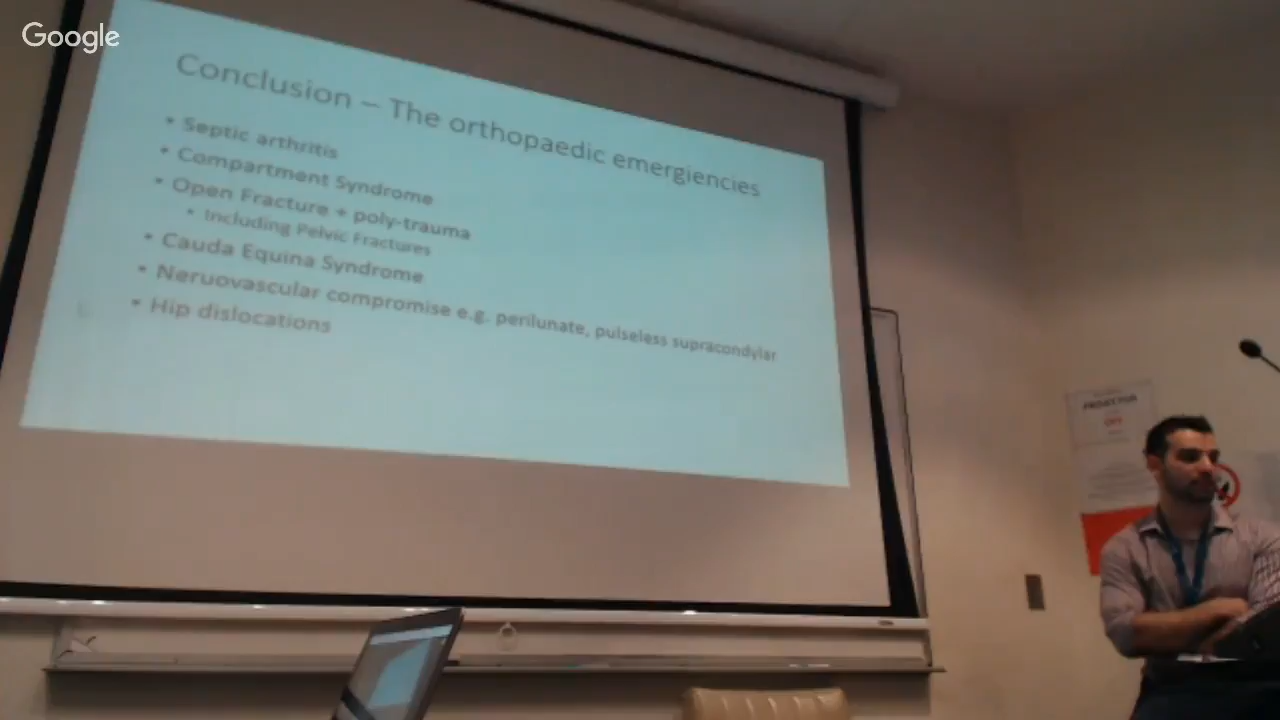 Google
Conclusion – The orthopaedic emergiencies
• Septic arthritis
• Compartment Syndrome
• Open Fracture + poly-trauma
• Including Pelvic Fractures
• Cauda Equina Syndrome
• Neruovascular compromise e.g. perilunate, pulseless supracondylar
• Hip dislocations